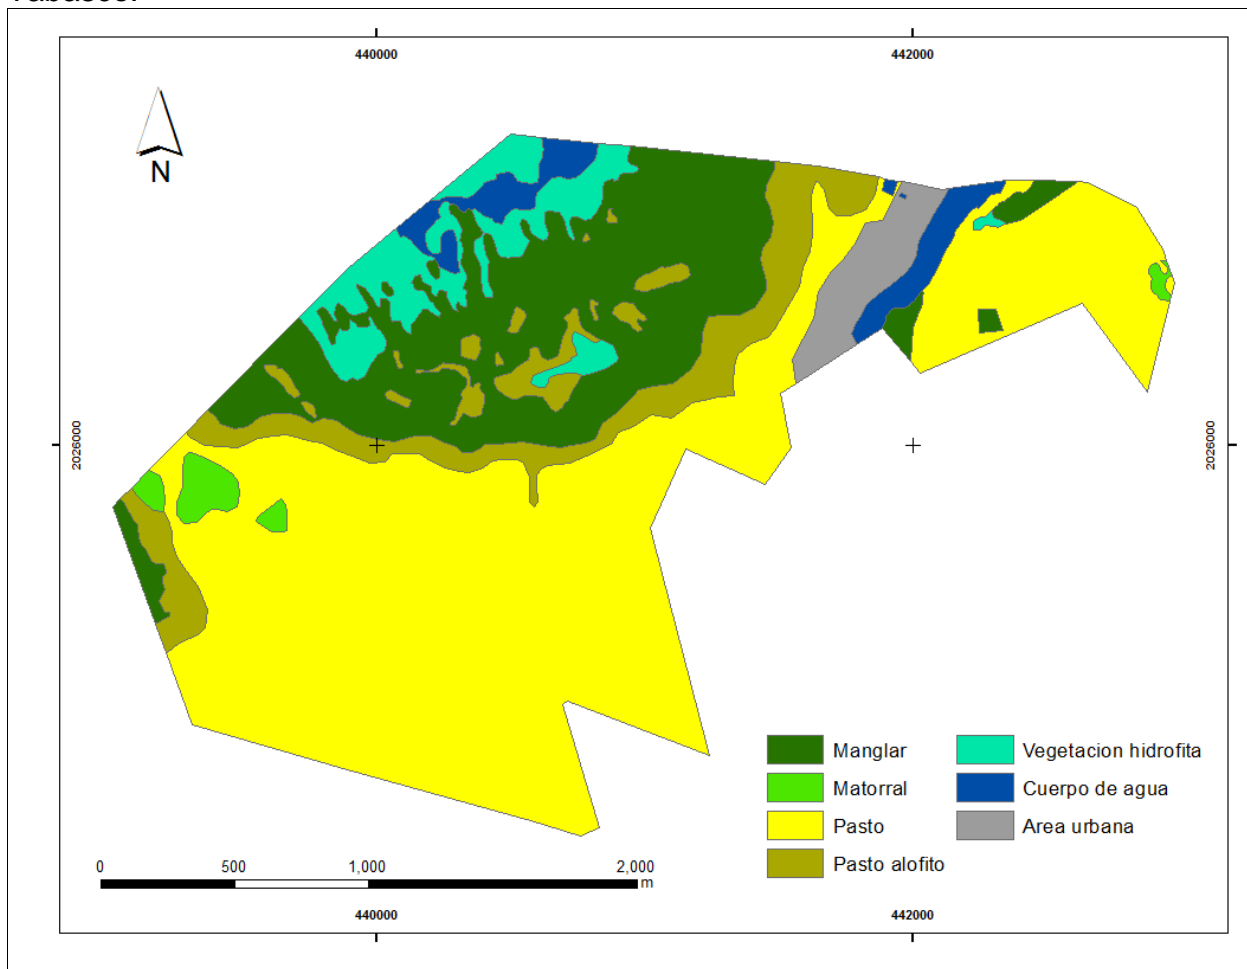 440000
442000
N
2026000
2026000
Manglar
Matorral
Pasto
Pasto alofito
Vegetacion hidrofita
Cuerpo de agua
Area urbana
0 500 1,000 2,000
m
440000
442000